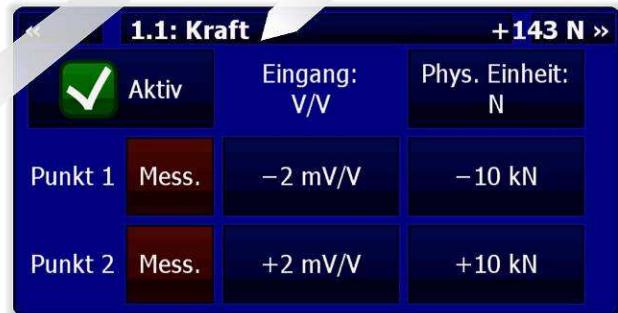 « 1.1: Kraft +143 N »
Aktiv
Eingang:
V/V
Phys. Einheit:
N
Punkt 1 Mess. −2 mV/V −10 kN
Punkt 2 Mess. +2 mV/V +10 kN